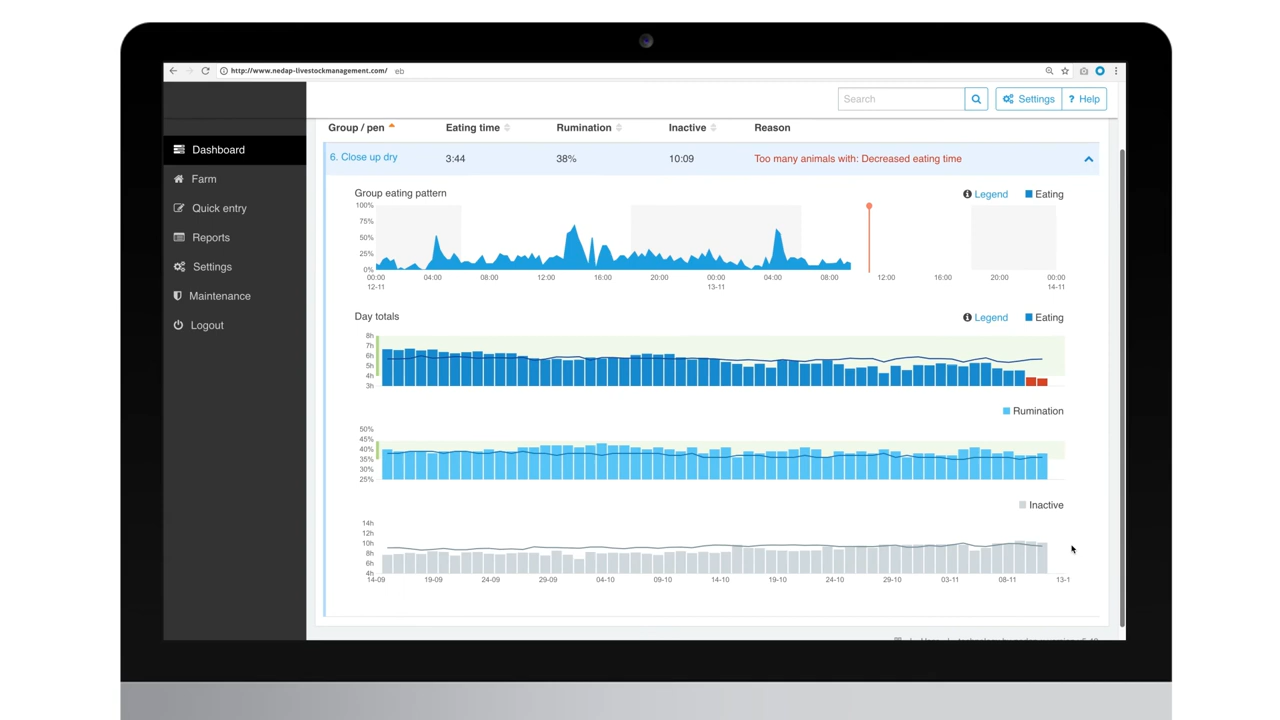 http://www.nedap-livestockmanagement.com/ eb
Search
Settings
? Help
Group / pen
Eating time
Rumination
Inactive
Reason
Dashboard
Farm
Quick entry
Reports
Settings
Maintenance
Logout
6. Close up dry
3:44
38%
10:09
Too many animals with: Decreased eating time
Group eating pattern
Legend
Eating
100%
75%
50%
25%
0%
00:00 04:00 08:00 12:00 16:00 20:00 00:00 04:00 08:00 12:00 16:00 20:00 00:00
12-11 13-11 14-11
Day totals
Legend
Eating
8h
7h
6h
5h
4h
3h
Rumination
50%
45%
40%
35%
30%
25%
Inactive
14h
12h
10h
8h
6h
4h
14-09 19-09 24-09 29-09 04-10 09-10 14-10 19-10 24-10 29-10 03-11 08-11 13-1